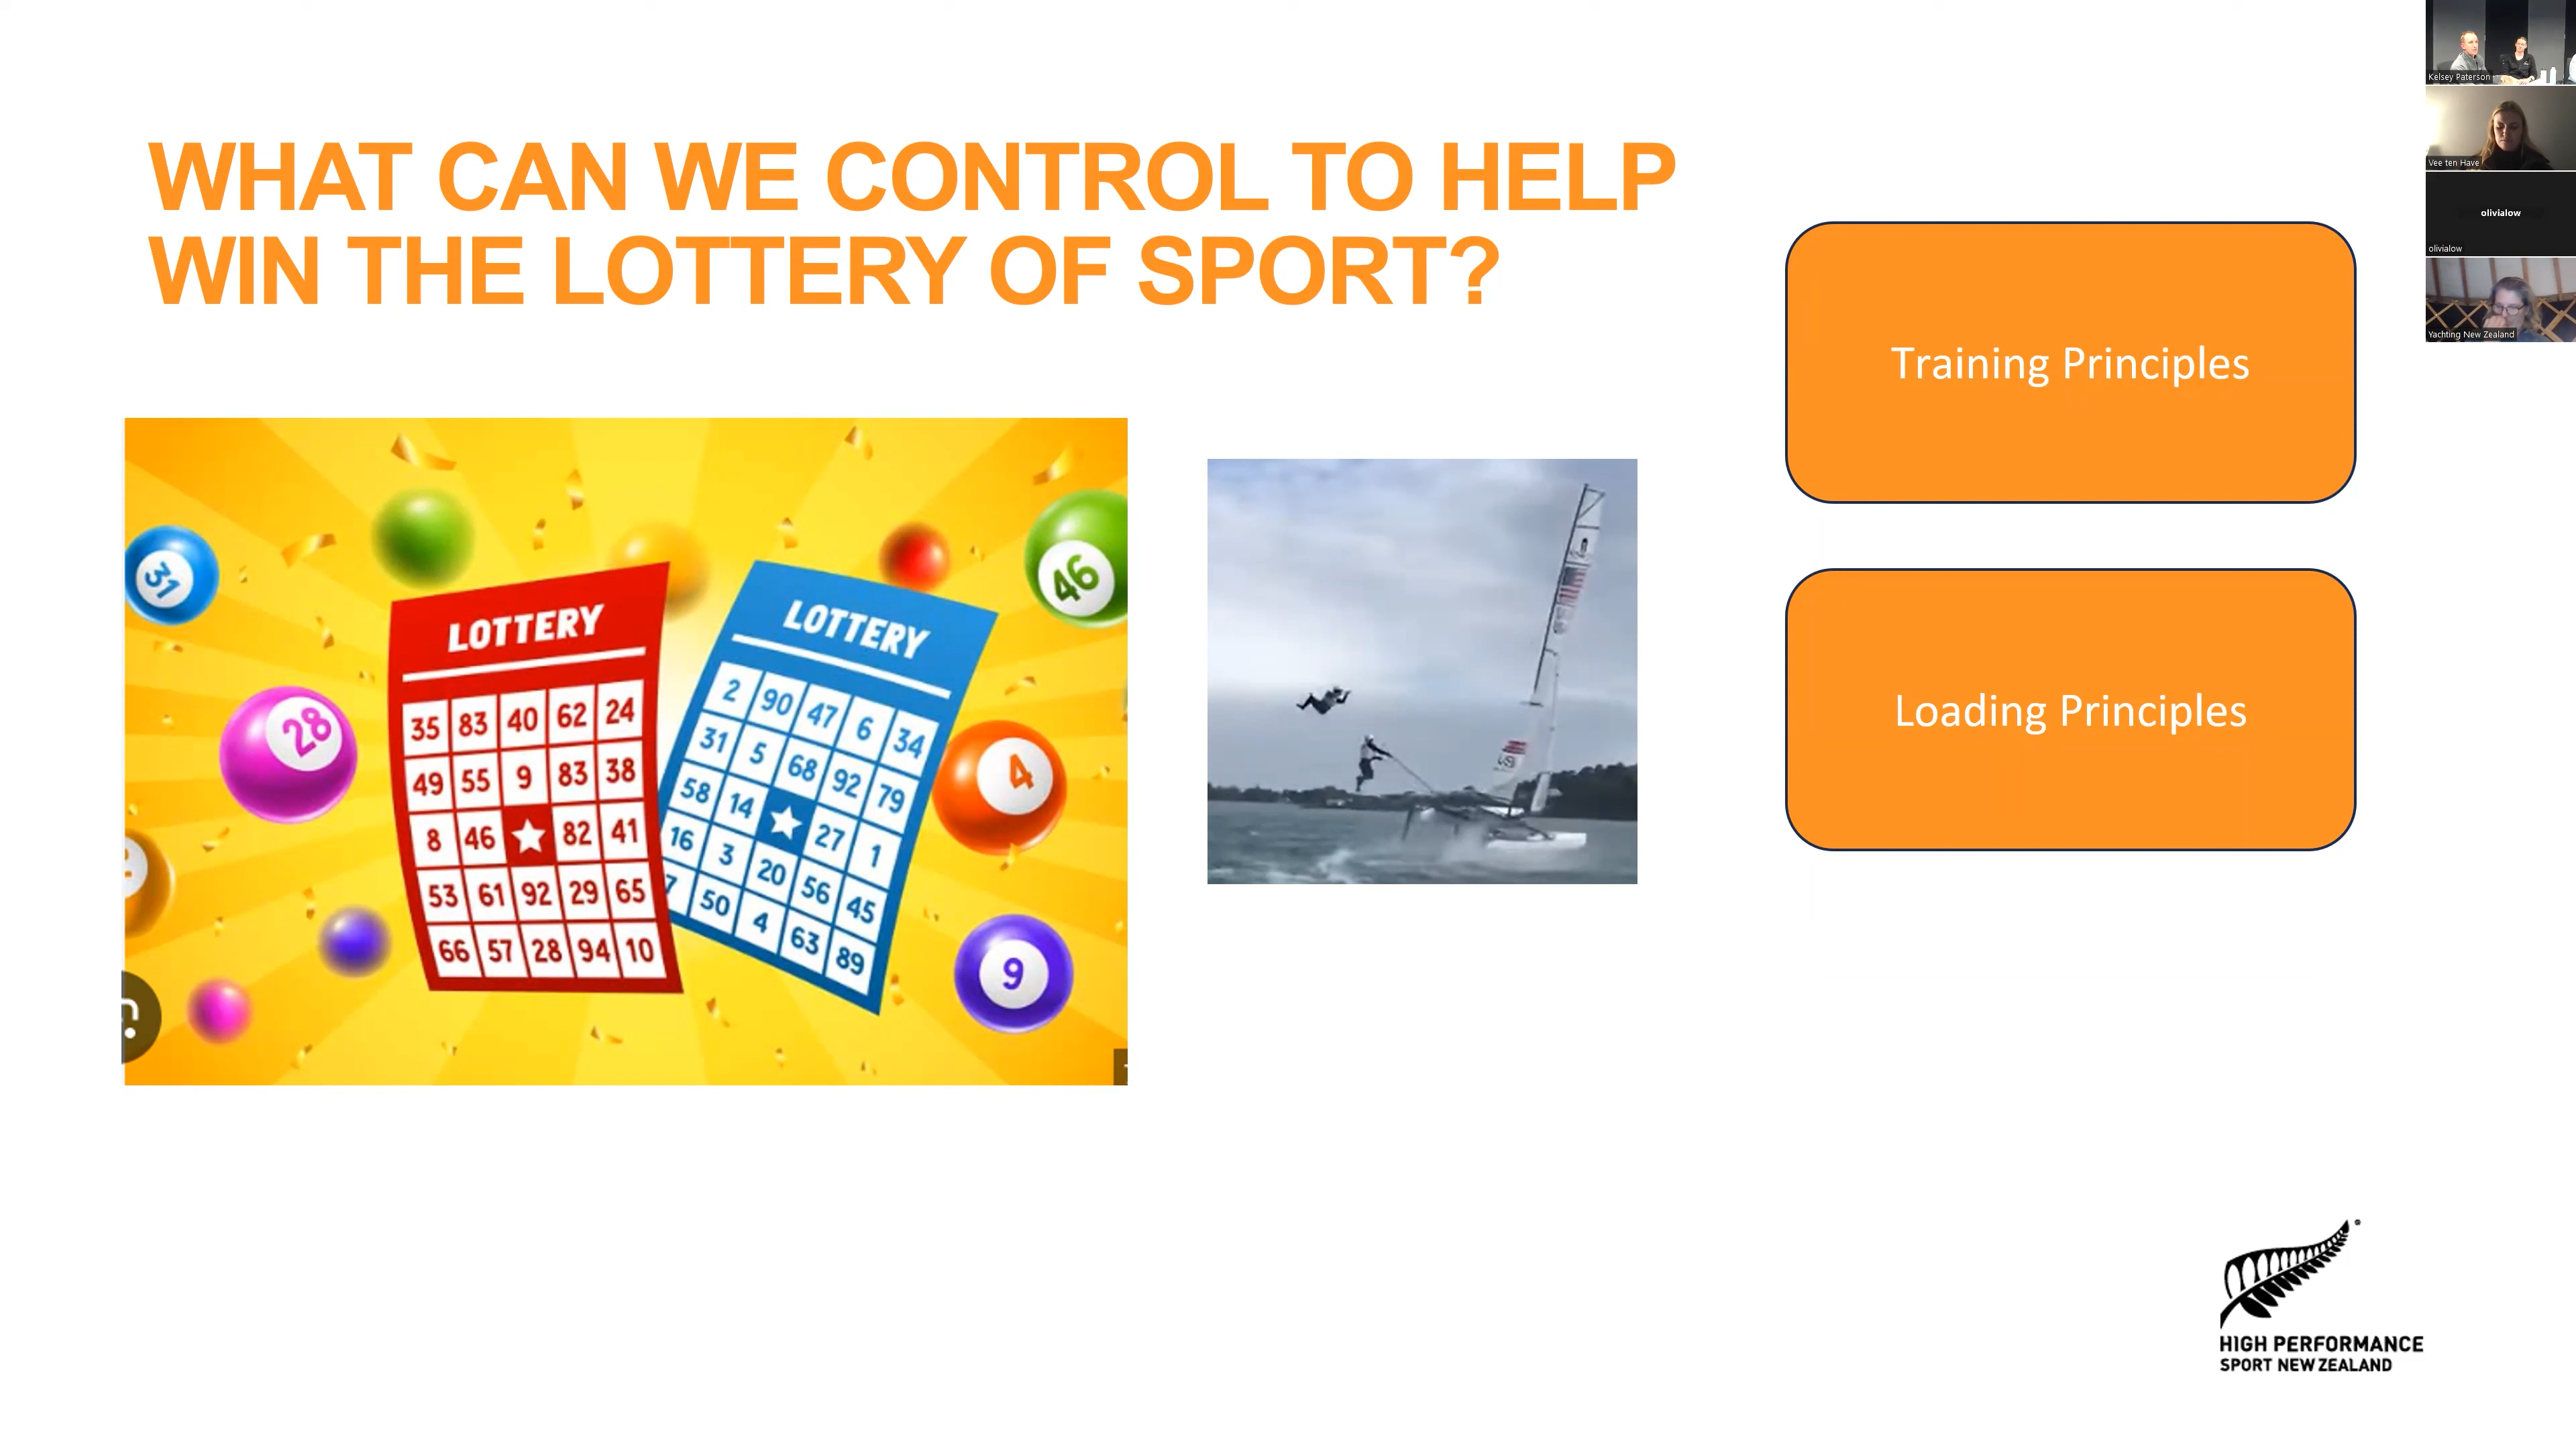 WHAT CAN WE CONTROL TO HELP
WIN THE LOTTERY OF SPORT?
Training Principles
Loading Principles
31
46
28
4
9
LOTTERY
35 83 40 62 24
49 55 9 83 38
8 46 82 41
53 61 92 29 65
66 57 28 94 10
LOTTERY
2 90 47 6 34
31 5 68 92 79
58 14 27 1
16 3 20 56 45
7 50 4 63 89
HIGH PERFORMANCE
SPORT NEW ZEALAND
Kelsey Paterson
Vee ten Have
olivialow
olivialow
Yachting New Zealand